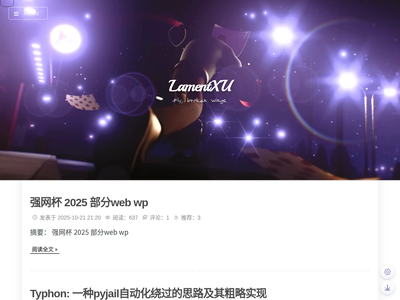 LamentXU
强网杯 2025 部分web wp
发表于 2025-10-21 21:20 阅读：637 评论：1 推荐：3
摘要： 强网杯 2025 部分web wp
阅读全文 »
Typhon: 一种pyjail自动化绕过的思路及其粗略实现